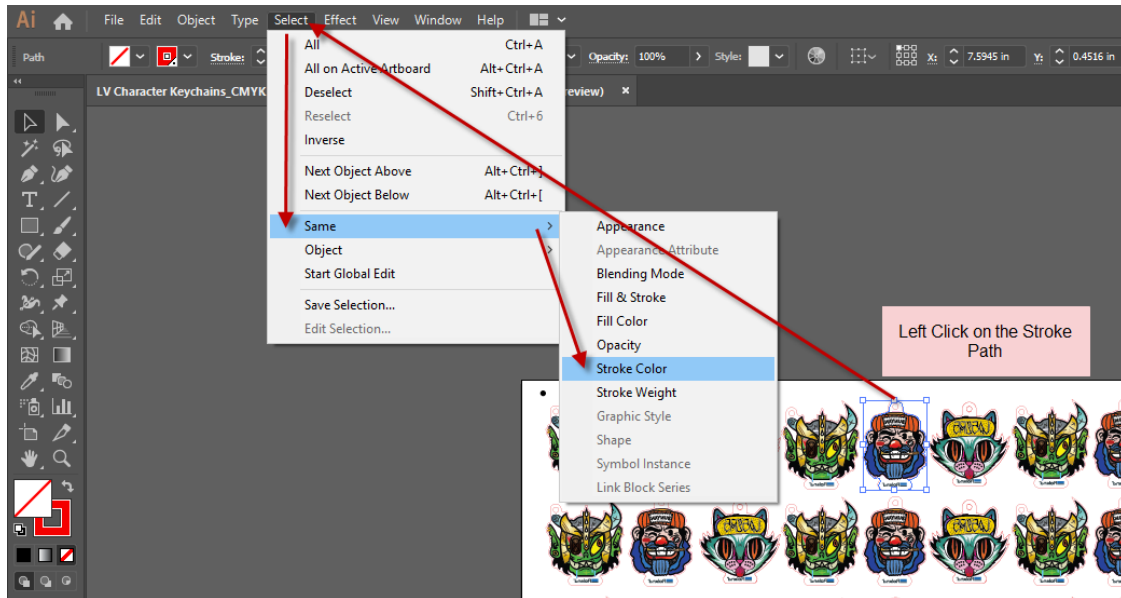 Ai File Edit Object Type Select Effect View Window Help
Path Stroke: Opacity: 100% Style: X: 7.5945 in Y: 0.4516 in
LV Character Keychains_CMYK review) ×
All Ctrl+A
All on Active Artboard Alt+Ctrl+A
Deselect Shift+Ctrl+A
Reselect Ctrl+6
Inverse
Next Object Above Alt+Ctrl+]
Next Object Below Alt+Ctrl+[
Same >
Object >
Start Global Edit
Save Selection...
Edit Selection...
Appearance
Appearance Attribute
Blending Mode
Fill & Stroke
Fill Color
Opacity
Stroke Color
Stroke Weight
Graphic Style
Shape
Symbol Instance
Link Block Series
Left Click on the Stroke
Path